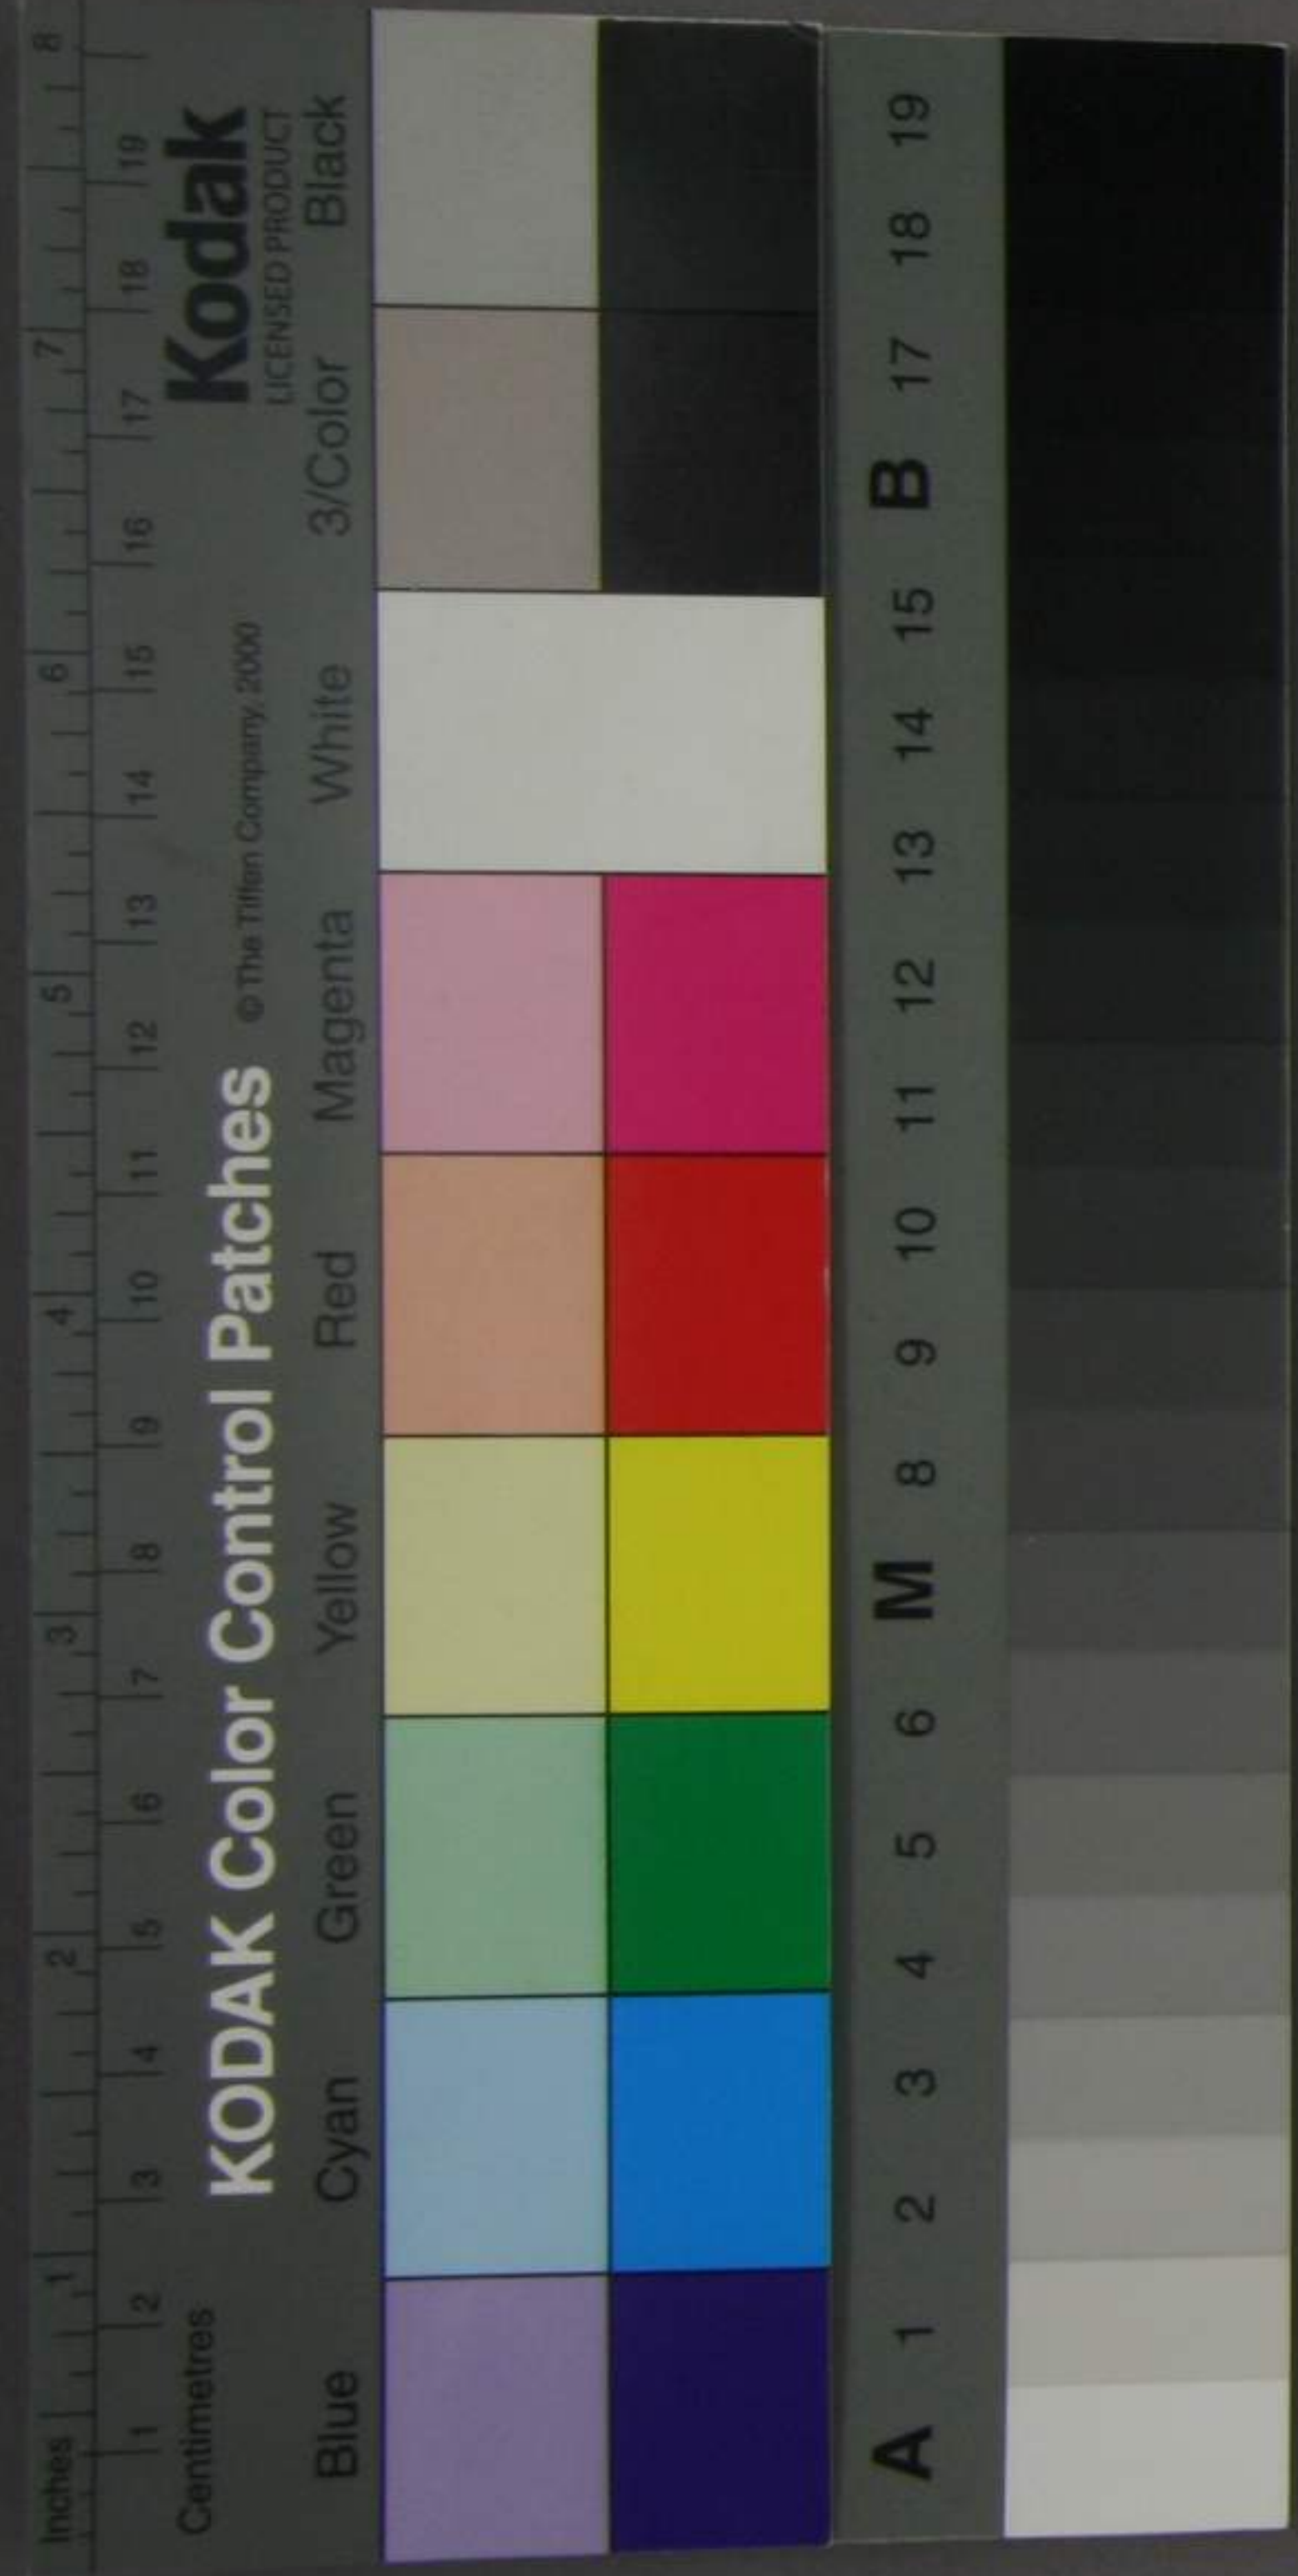 Inches 1 2 3 4 5 6 7 8
1 2 3 4 5 6 7 8 9 10 11 12 13 14 15 16 17 18 19
Centimetres
KODAK Color Control Patches © The Tiffen Company, 2000 Kodak
LICENSED PRODUCT
Blue Cyan Green Yellow Red Magenta White 3/Color Black
A 1 2 3 4 5 6 M 8 9 10 11 12 13 14 15 B 17 18 19